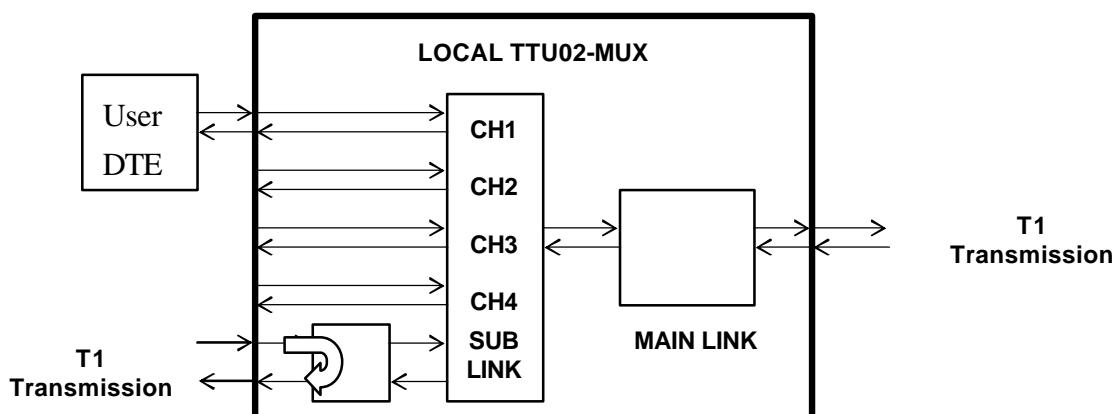 LOCAL TTU02-MUX
User
DTE
CH1
CH2
CH3
CH4
SUB
LINK
MAIN LINK
T1
Transmission
T1
Transmission